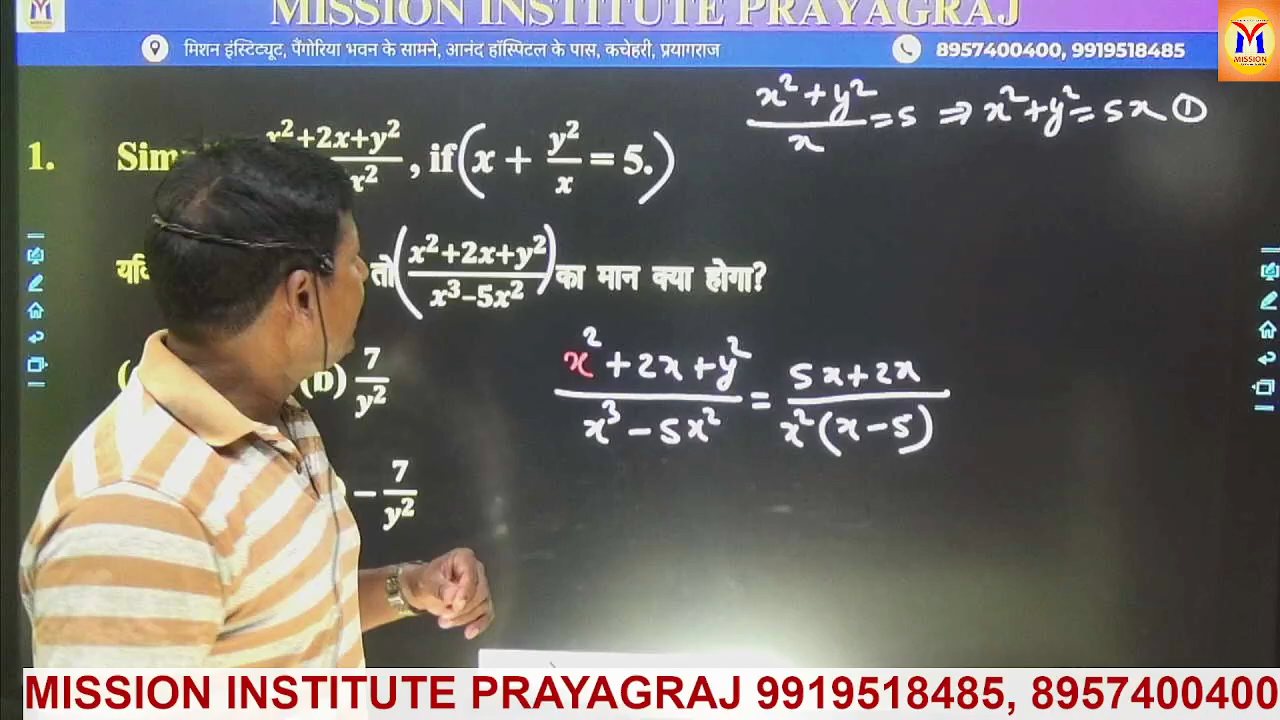 MISSION INSTITUTE PRAYAGRAJ
मिशन इंस्टिट्यूट, पैंगोरिया भवन के सामने, आनंद हॉस्पिटल के पास, कचेहरी, प्रयागराज
8957400400, 9919518485
MISSION
(x²+y²)/x = 5 ⇒ x²+y² = 5x ①
1. x²+2x+y² / x², if (x + y²/x = 5.)
तो (x²+2x+y² / x³–5x²) का मान क्या होगा?
(b) 7/y²
– 7/y²
x²+2x+y² / x³–5x² = 5x+2x / x²(x–5)
MISSION INSTITUTE PRAYAGRAJ 9919518485, 8957400400